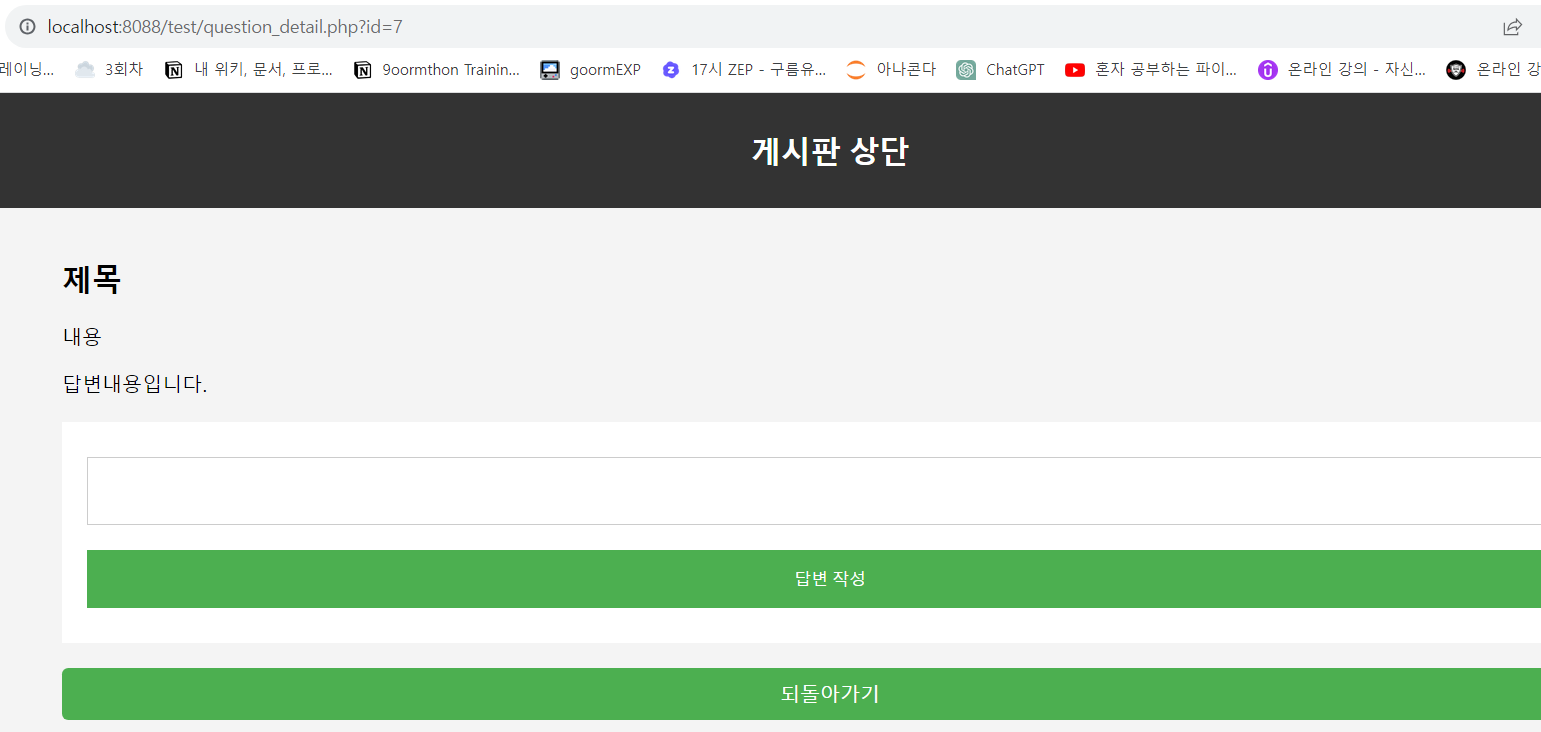 localhost:8088/test/question_detail.php?id=7
레이닝... 3회차 내 위키, 문서, 프로... 9oormthon Trainin... goormEXP 17시 ZEP - 구름유... 아나콘다 ChatGPT 혼자 공부하는 파이... 온라인 강의 - 자신... 온라인 강
게시판 상단
제목
내용
답변내용입니다.
답변 작성
되돌아가기